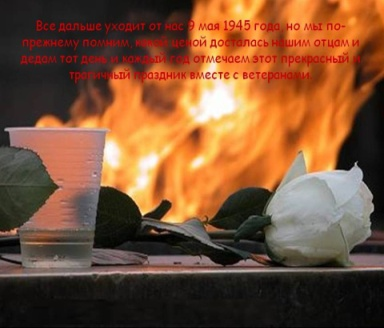 Все дальше уходит от нас 9 мая 1945 года, но мы по-
прежнему помним, какой ценой досталась нашим отцам и
дедам тот день и каждый год отмечаем этот прекрасный и
трагичный праздник вместе с ветеранами.